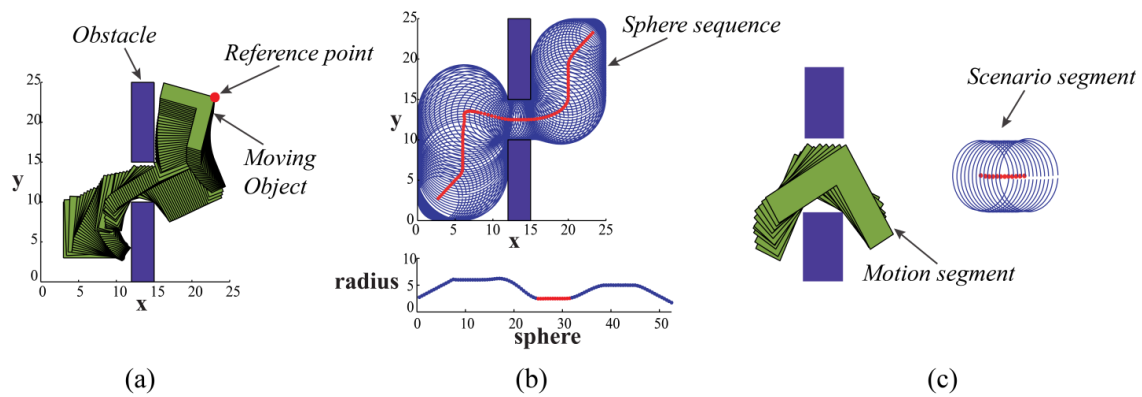 Obstacle
Reference point
Moving
Object
25
20
15
y
10
5
0
0 5 10 15 20 25
x
(a)
Sphere sequence
25
20
15
y
10
5
0
0 5 10 15 20 25
x
10
radius
5
0
0 10 20 30 40 50
sphere
(b)
Scenario segment
Motion segment
(c)